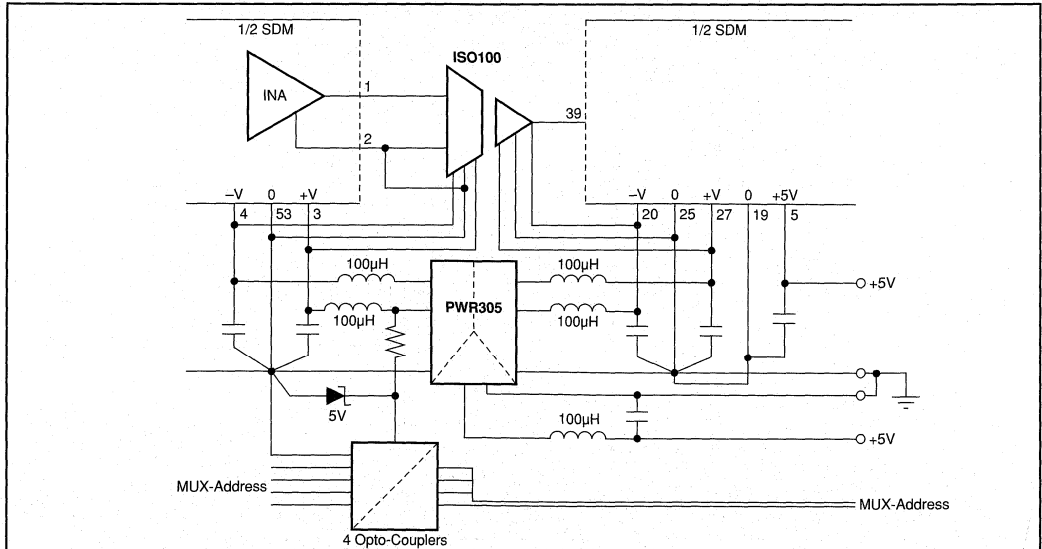 1/2 SDM
1/2 SDM
ISO100
INA
1
2
39
–V 0 +V
4 53 3
–V 0 +V 0 +5V
20 25 27 19 5
100µH
100µH
+5V
PWR305
100µH
100µH
5V
100µH
+5V
MUX-Address
MUX-Address
4 Opto-Couplers